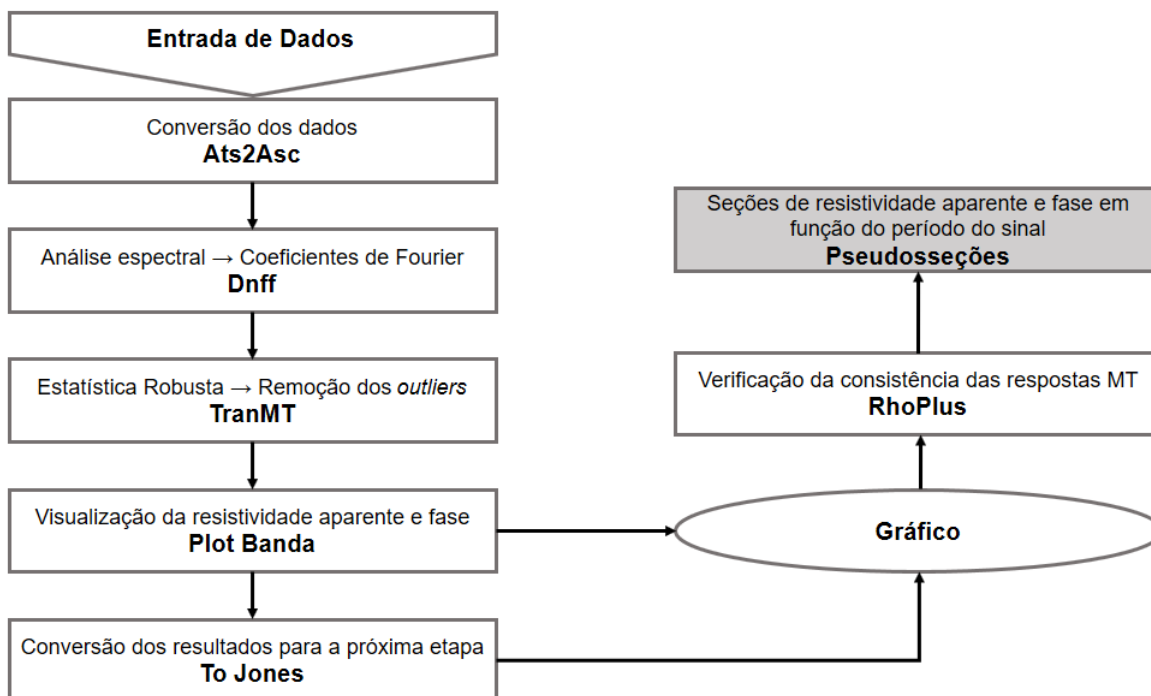 Entrada de Dados
Conversão dos dados
Ats2Asc
Análise espectral → Coeficientes de Fourier
Dnff
Estatística Robusta → Remoção dos outliers
TranMT
Visualização da resistividade aparente e fase
Plot Banda
Conversão dos resultados para a próxima etapa
To Jones
Seções de resistividade aparente e fase em
função do período do sinal
Pseudosseções
Verificação da consistência das respostas MT
RhoPlus
Gráfico